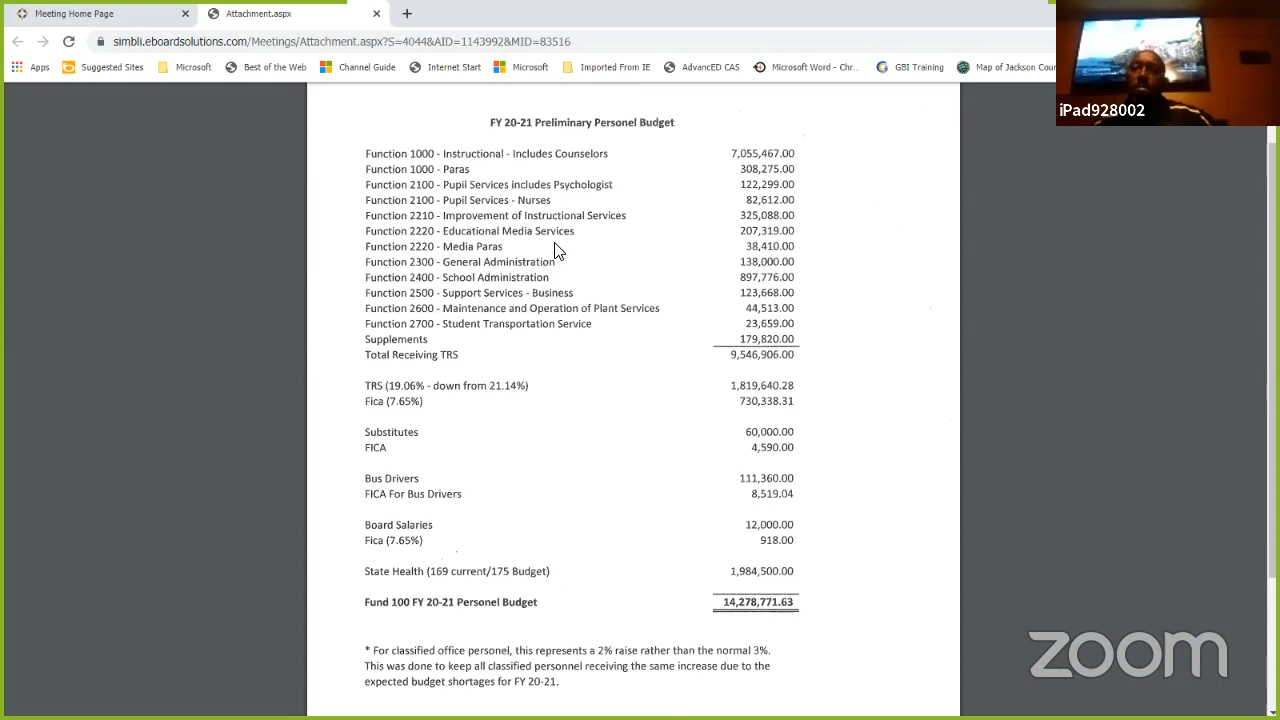 Meeting Home Page
Attachment.aspx
simbli.eboardsolutions.com/Meetings/Attachment.aspx?S=4044&AID=1143992&MID=83516
Apps Suggested Sites Microsoft Best of the Web Channel Guide Internet Start Microsoft Imported From IE AdvancED CAS Microsoft Word - Chr... GBI Training Map of Jackson Coun
iPad928002
FY 20-21 Preliminary Personel Budget
Function 1000 - Instructional - Includes Counselors 7,055,467.00
Function 1000 - Paras 308,275.00
Function 2100 - Pupil Services includes Psychologist 122,299.00
Function 2100 - Pupil Services - Nurses 82,612.00
Function 2210 - Improvement of Instructional Services 325,088.00
Function 2220 - Educational Media Services 207,319.00
Function 2220 - Media Paras 38,410.00
Function 2300 - General Administration 138,000.00
Function 2400 - School Administration 897,776.00
Function 2500 - Support Services - Business 123,668.00
Function 2600 - Maintenance and Operation of Plant Services 44,513.00
Function 2700 - Student Transportation Service 23,659.00
Supplements 179,820.00
Total Receiving TRS 9,546,906.00
TRS (19.06% - down from 21.14%) 1,819,640.28
Fica (7.65%) 730,338.31
Substitutes 60,000.00
FICA 4,590.00
Bus Drivers 111,360.00
FICA For Bus Drivers 8,519.04
Board Salaries 12,000.00
Fica (7.65%) 918.00
State Health (169 current/175 Budget) 1,984,500.00
Fund 100 FY 20-21 Personel Budget 14,278,771.63
* For classified office personel, this represents a 2% raise rather than the normal 3%.
This was done to keep all classified personnel receiving the same increase due to the
expected budget shortages for FY 20-21.
zoom